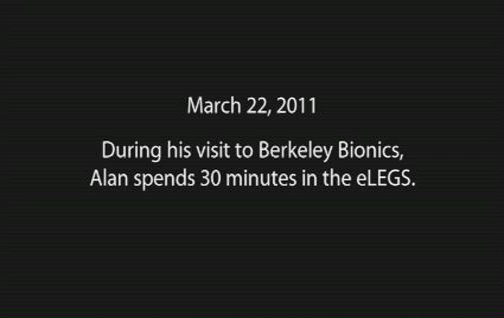 March 22, 2011
During his visit to Berkeley Bionics,
Alan spends 30 minutes in the eLEGS.